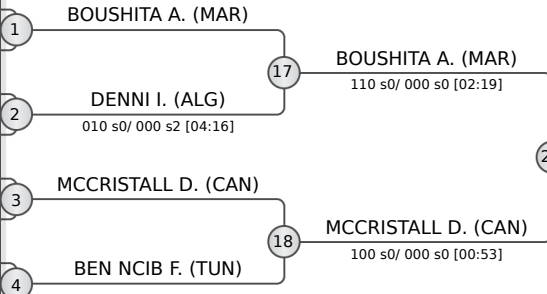 BOUSHITA A. (MAR)
1
17
BOUSHITA A. (MAR)
110 s0/ 000 s0 [02:19]
DENNI I. (ALG)
2
010 s0/ 000 s2 [04:16]
MCCRISTALL D. (CAN)
3
18
MCCRISTALL D. (CAN)
100 s0/ 000 s0 [00:53]
BEN NCIB F. (TUN)
4